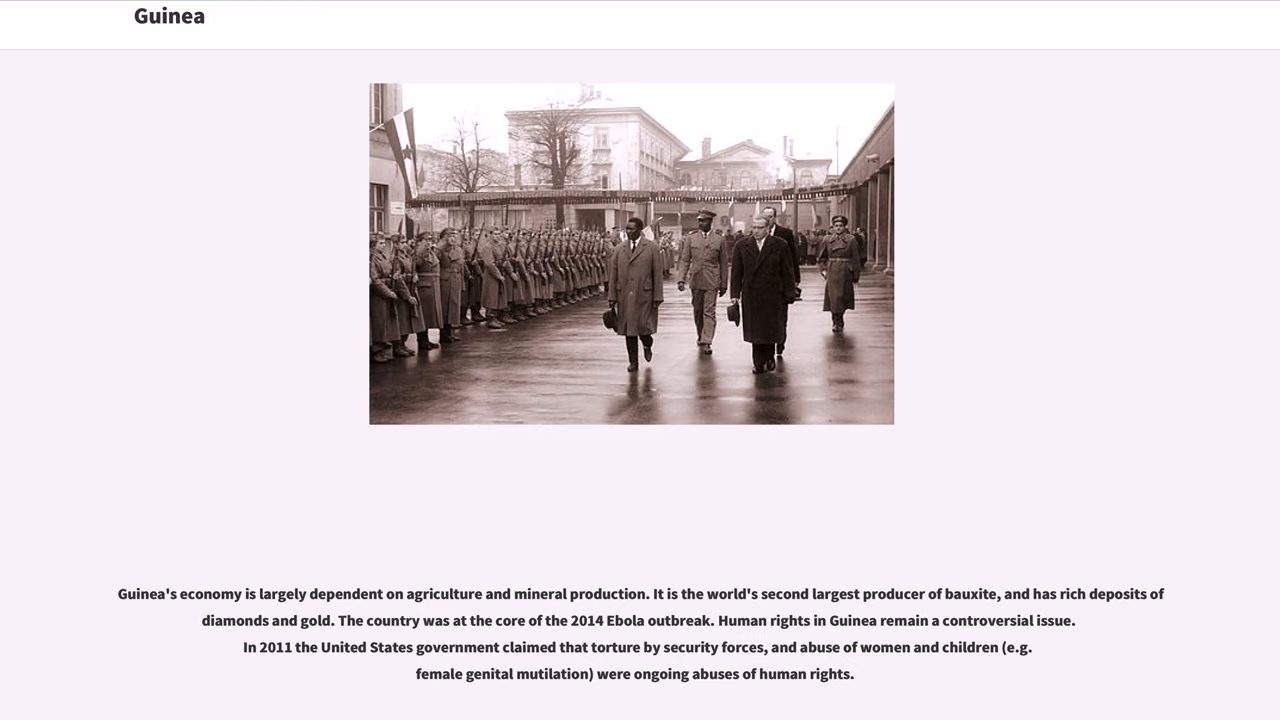 Guinea
Guinea's economy is largely dependent on agriculture and mineral production. It is the world's second largest producer of bauxite, and has rich deposits of
diamonds and gold. The country was at the core of the 2014 Ebola outbreak. Human rights in Guinea remain a controversial issue.
In 2011 the United States government claimed that torture by security forces, and abuse of women and children (e.g.
female genital mutilation) were ongoing abuses of human rights.